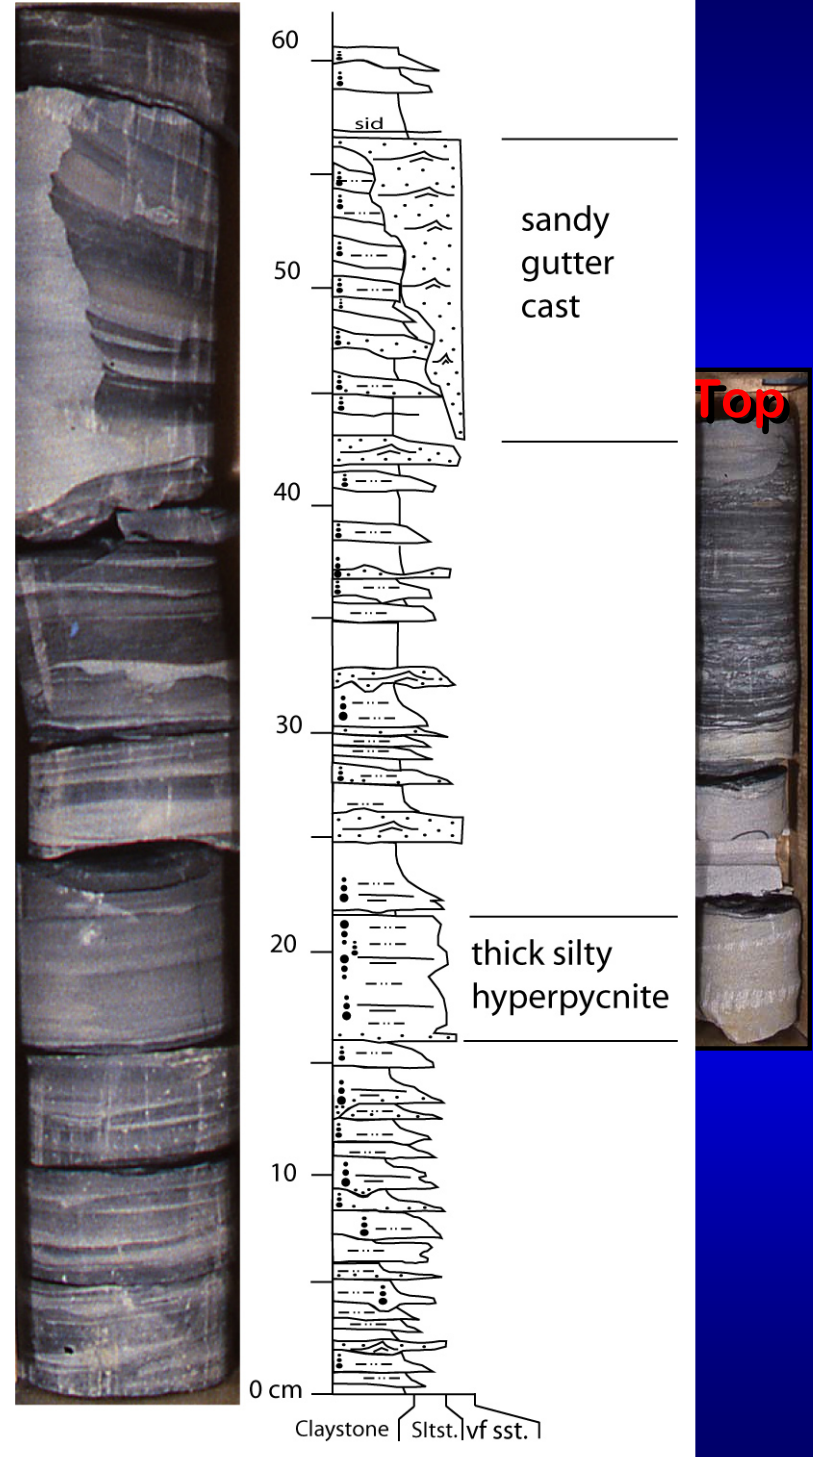 60
sid
sandy
gutter
cast
50
Top
40
30
20
thick silty
hyperpycnite
10
0 cm
Claystone Sltst. vf sst.